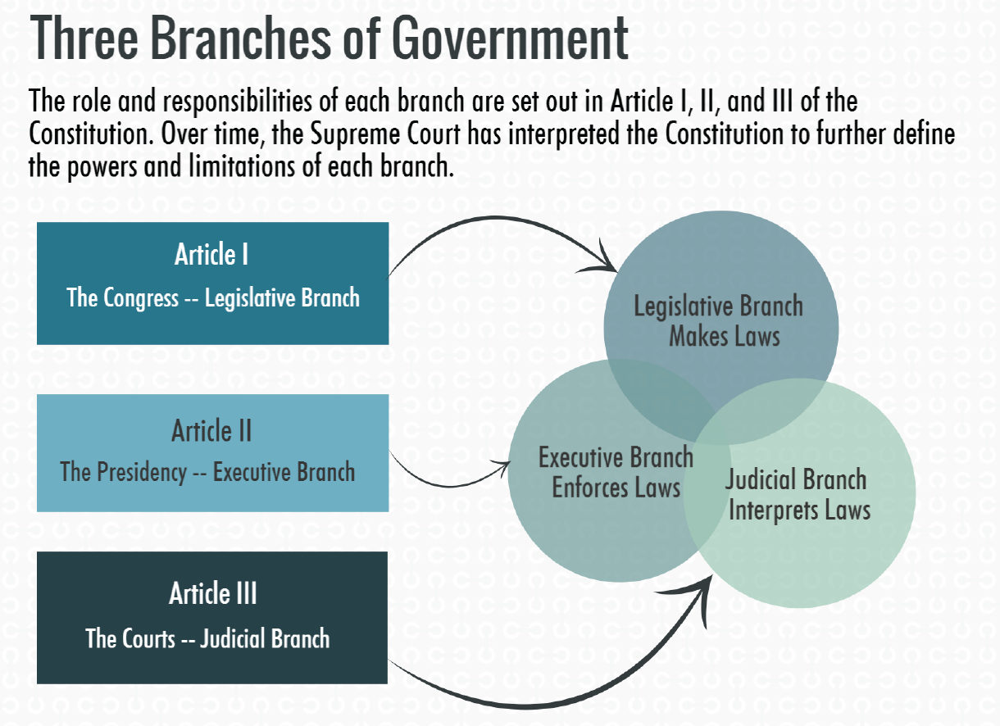 Three Branches of Government
The role and responsibilities of each branch are set out in Article I, II, and III of the
Constitution. Over time, the Supreme Court has interpreted the Constitution to further define
the powers and limitations of each branch.
Article I
The Congress -- Legislative Branch
Article II
The Presidency -- Executive Branch
Article III
The Courts -- Judicial Branch
Legislative Branch
Makes Laws
Executive Branch
Enforces Laws
Judicial Branch
Interprets Laws